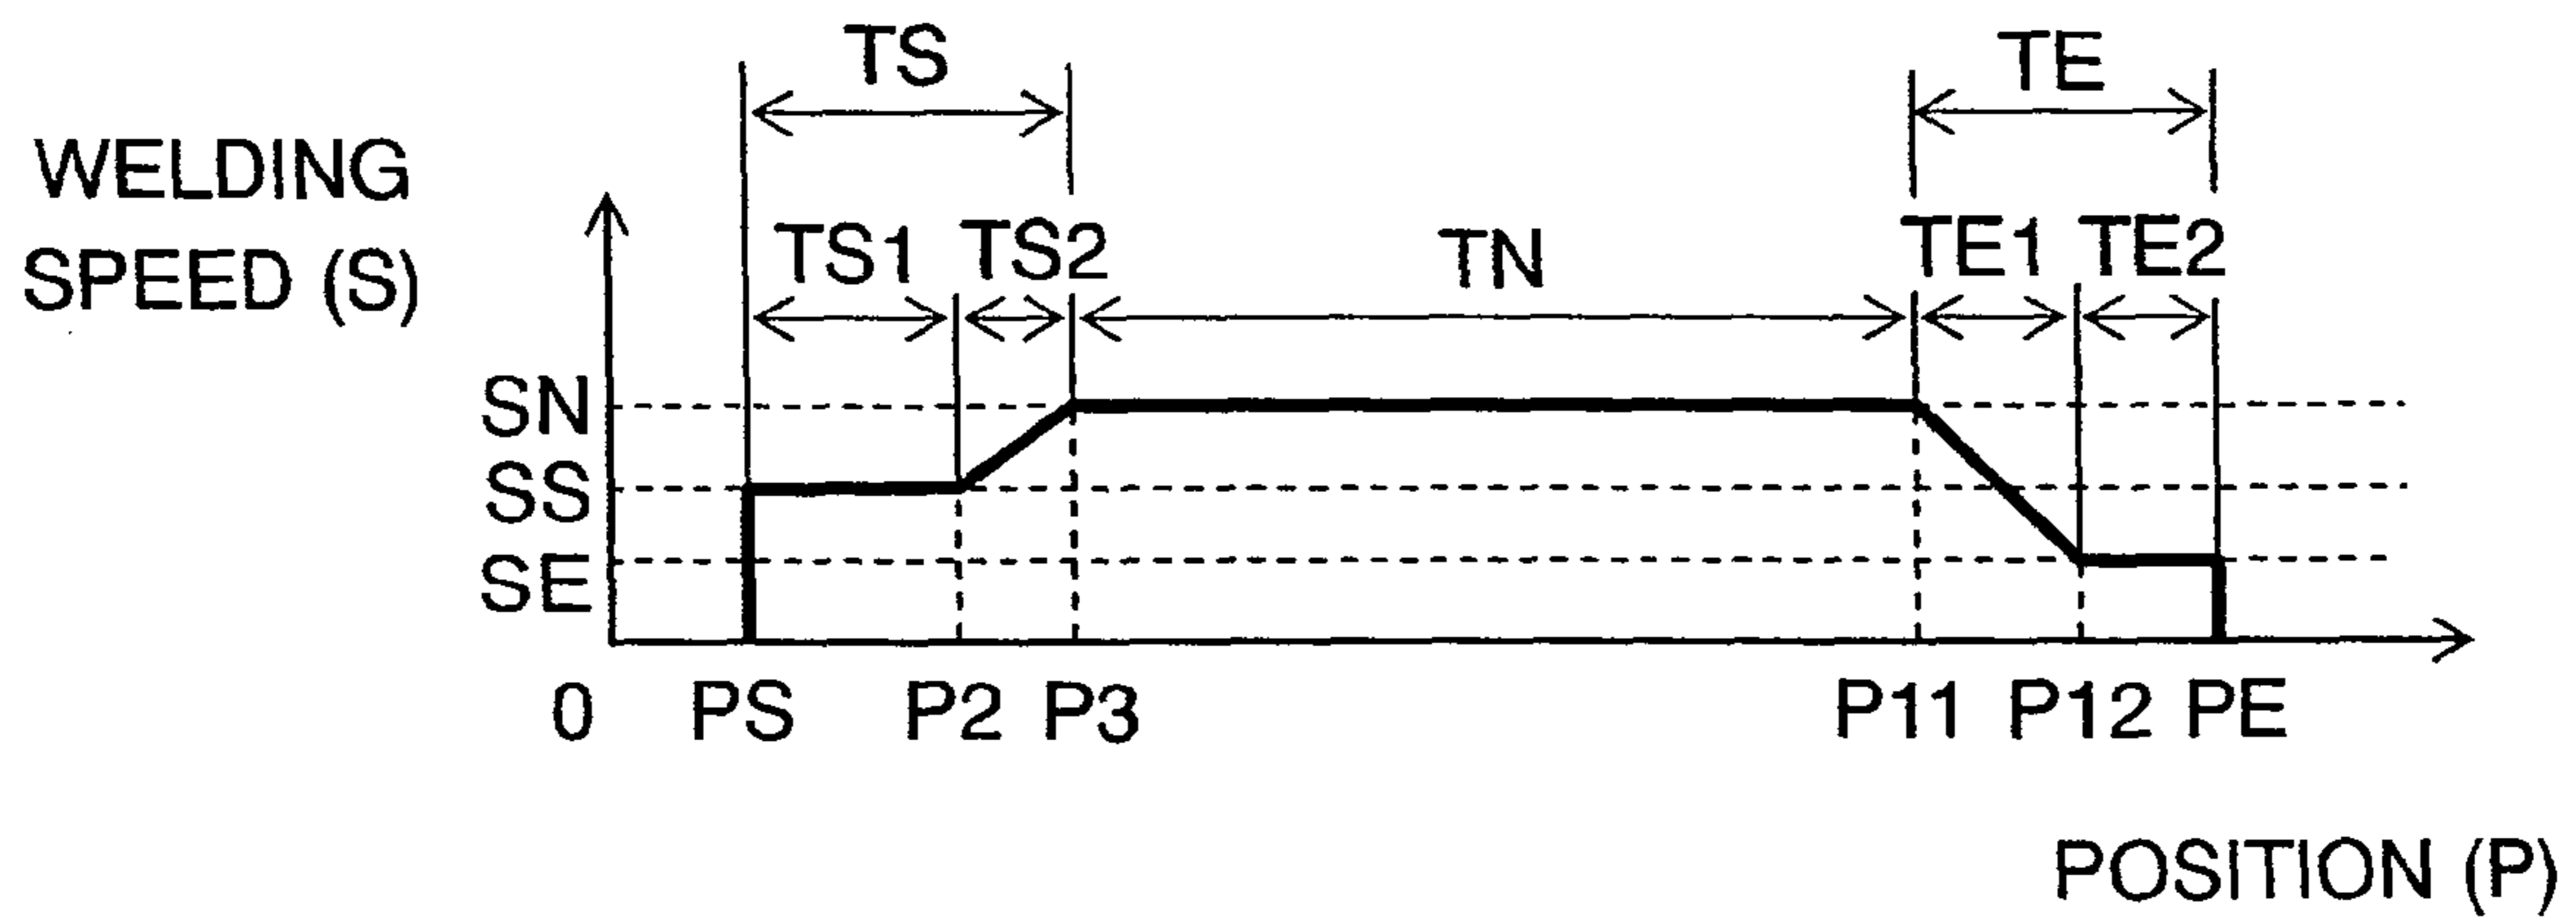 TS TE
WELDING
SPEED (S)
TS1 TS2 TN TE1 TE2
SN
SS
SE
0 PS P2 P3 P11 P12 PE
POSITION (P)